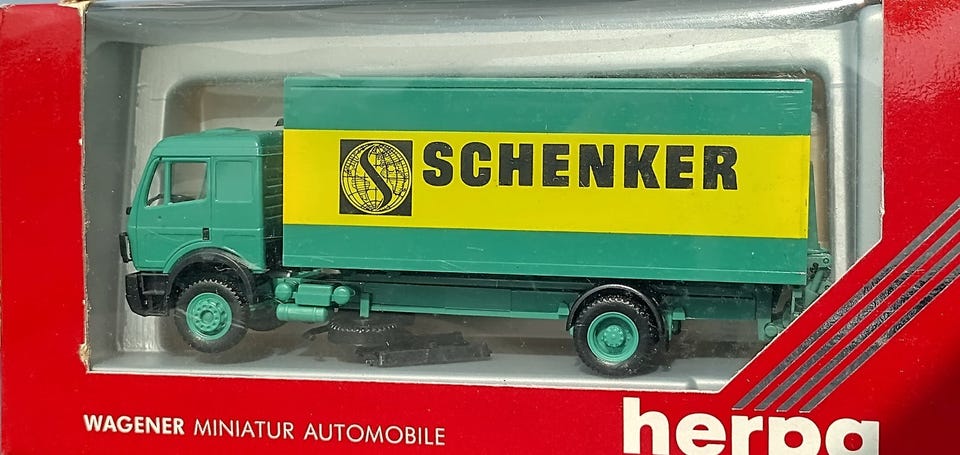 SCHENKER
WAGENER MINIATUR AUTOMOBILE
herpa